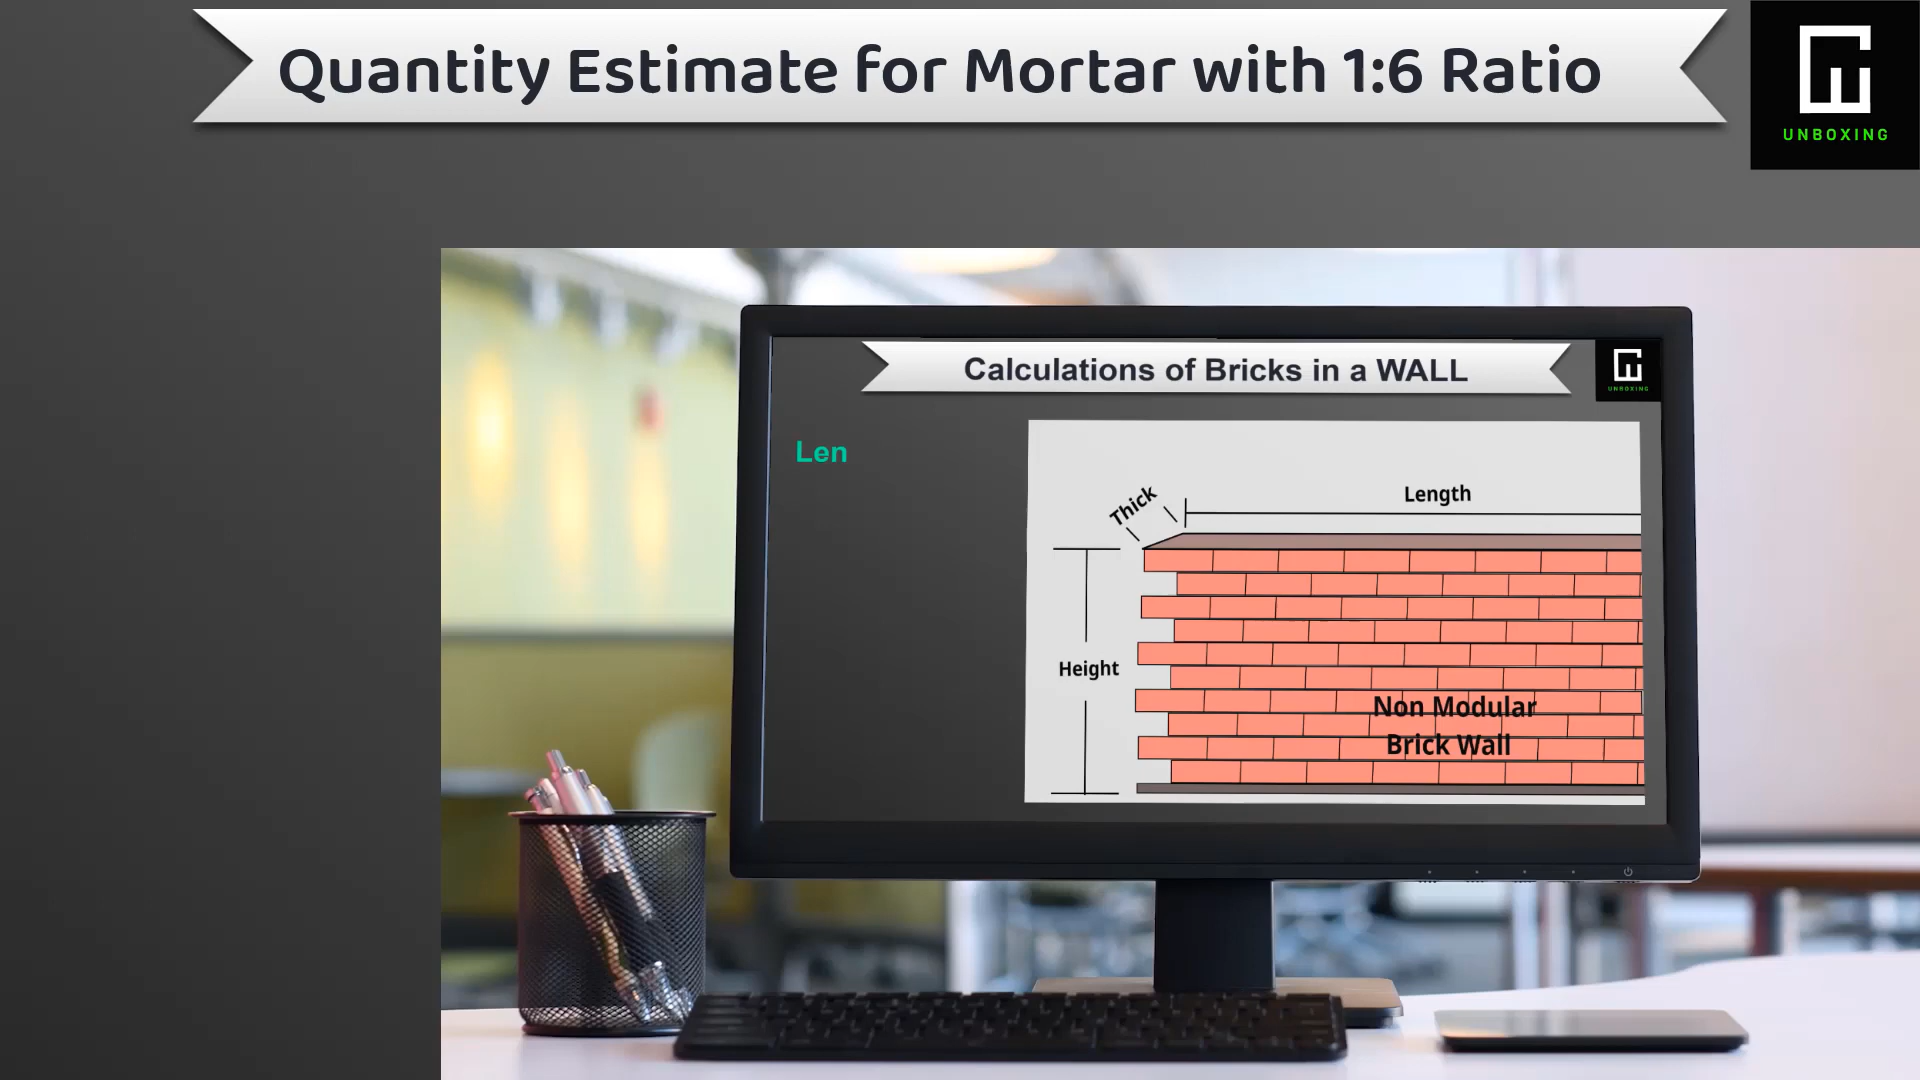 Quantity Estimate for Mortar with 1:6 Ratio
UNBOXING
Calculations of Bricks in a WALL
UNBOXING
Len
Thick
Length
Height
Non Modular
Brick Wall